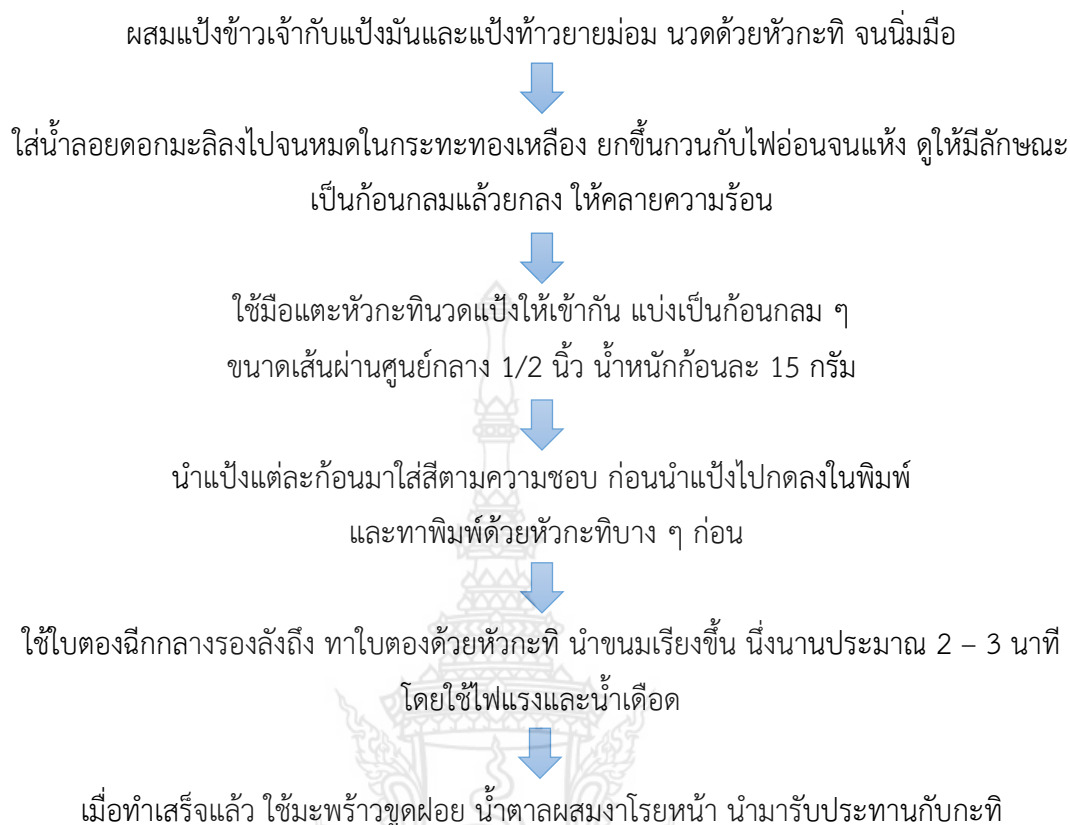 ผสมแป้งข้าวเจ้ากับแป้งมันและแป้งท้าวยายม่อม นวดด้วยหัวกะทิ จนนิ่มมือ
ใส่น้ำลอยดอกมะลิลงไปจนหมดในกระทะทองเหลือง ยกขึ้นกวนกับไฟอ่อนจนแห้ง ดูให้มีลักษณะ
เป็นก้อนกลมแล้วยกลง ให้คลายความร้อน
ใช้มือแตะหัวกะทินวดแป้งให้เข้ากัน แบ่งเป็นก้อนกลม ๆ
ขนาดเส้นผ่านศูนย์กลาง 1/2 นิ้ว น้ำหนักก้อนละ 15 กรัม
นำแป้งแต่ละก้อนมาใส่สีตามความชอบ ก่อนนำแป้งไปกดลงในพิมพ์
และทาพิมพ์ด้วยหัวกะทิบาง ๆ ก่อน
ใช้ใบตองฉีกกลางรองลังถึง ทาใบตองด้วยหัวกะทิ นำขนมเรียงขึ้น นึ่งนานประมาณ 2 – 3 นาที
โดยใช้ไฟแรงและน้ำเดือด
เมื่อทำเสร็จแล้ว ใช้มะพร้าวขูดฝอย น้ำตาลผสมงาโรยหน้า นำมารับประทานกับกะทิ